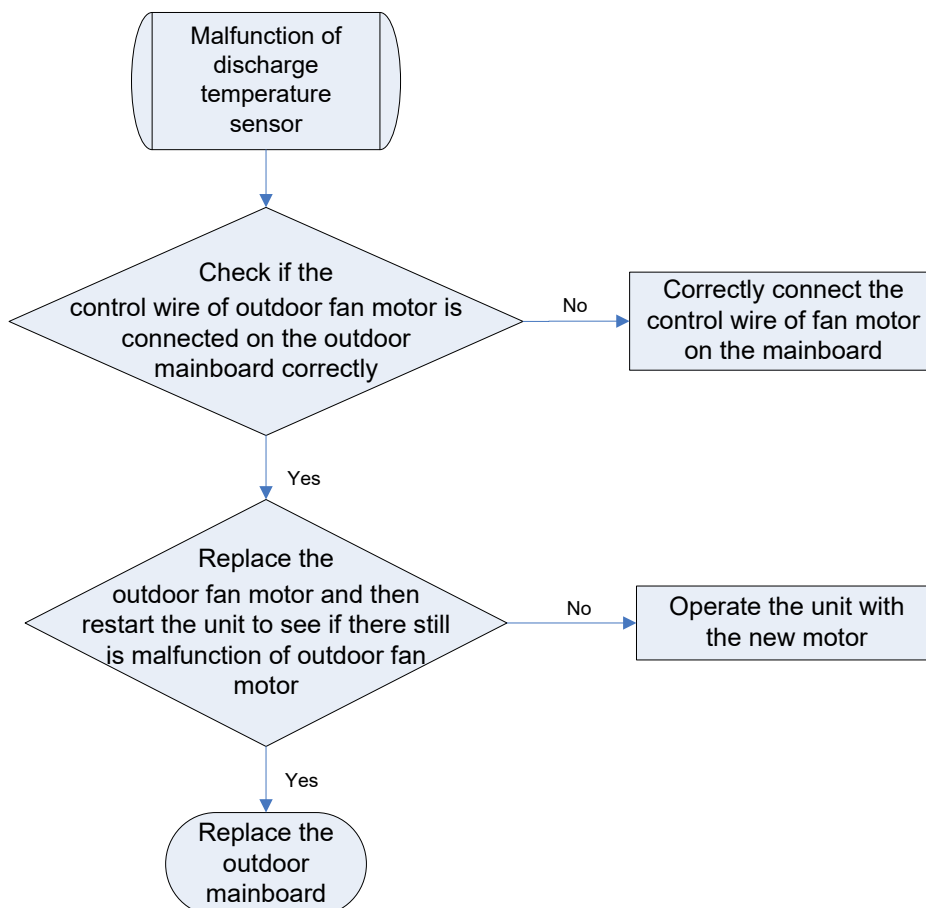 Malfunction of
discharge
temperature
sensor
Check if the
control wire of outdoor fan motor is
connected on the outdoor
mainboard correctly
No
Correctly connect the
control wire of fan motor
on the mainboard
Yes
Replace the
outdoor fan motor and then
restart the unit to see if there still
is malfunction of outdoor fan
motor
No
Operate the unit with
the new motor
Yes
Replace the
outdoor
mainboard